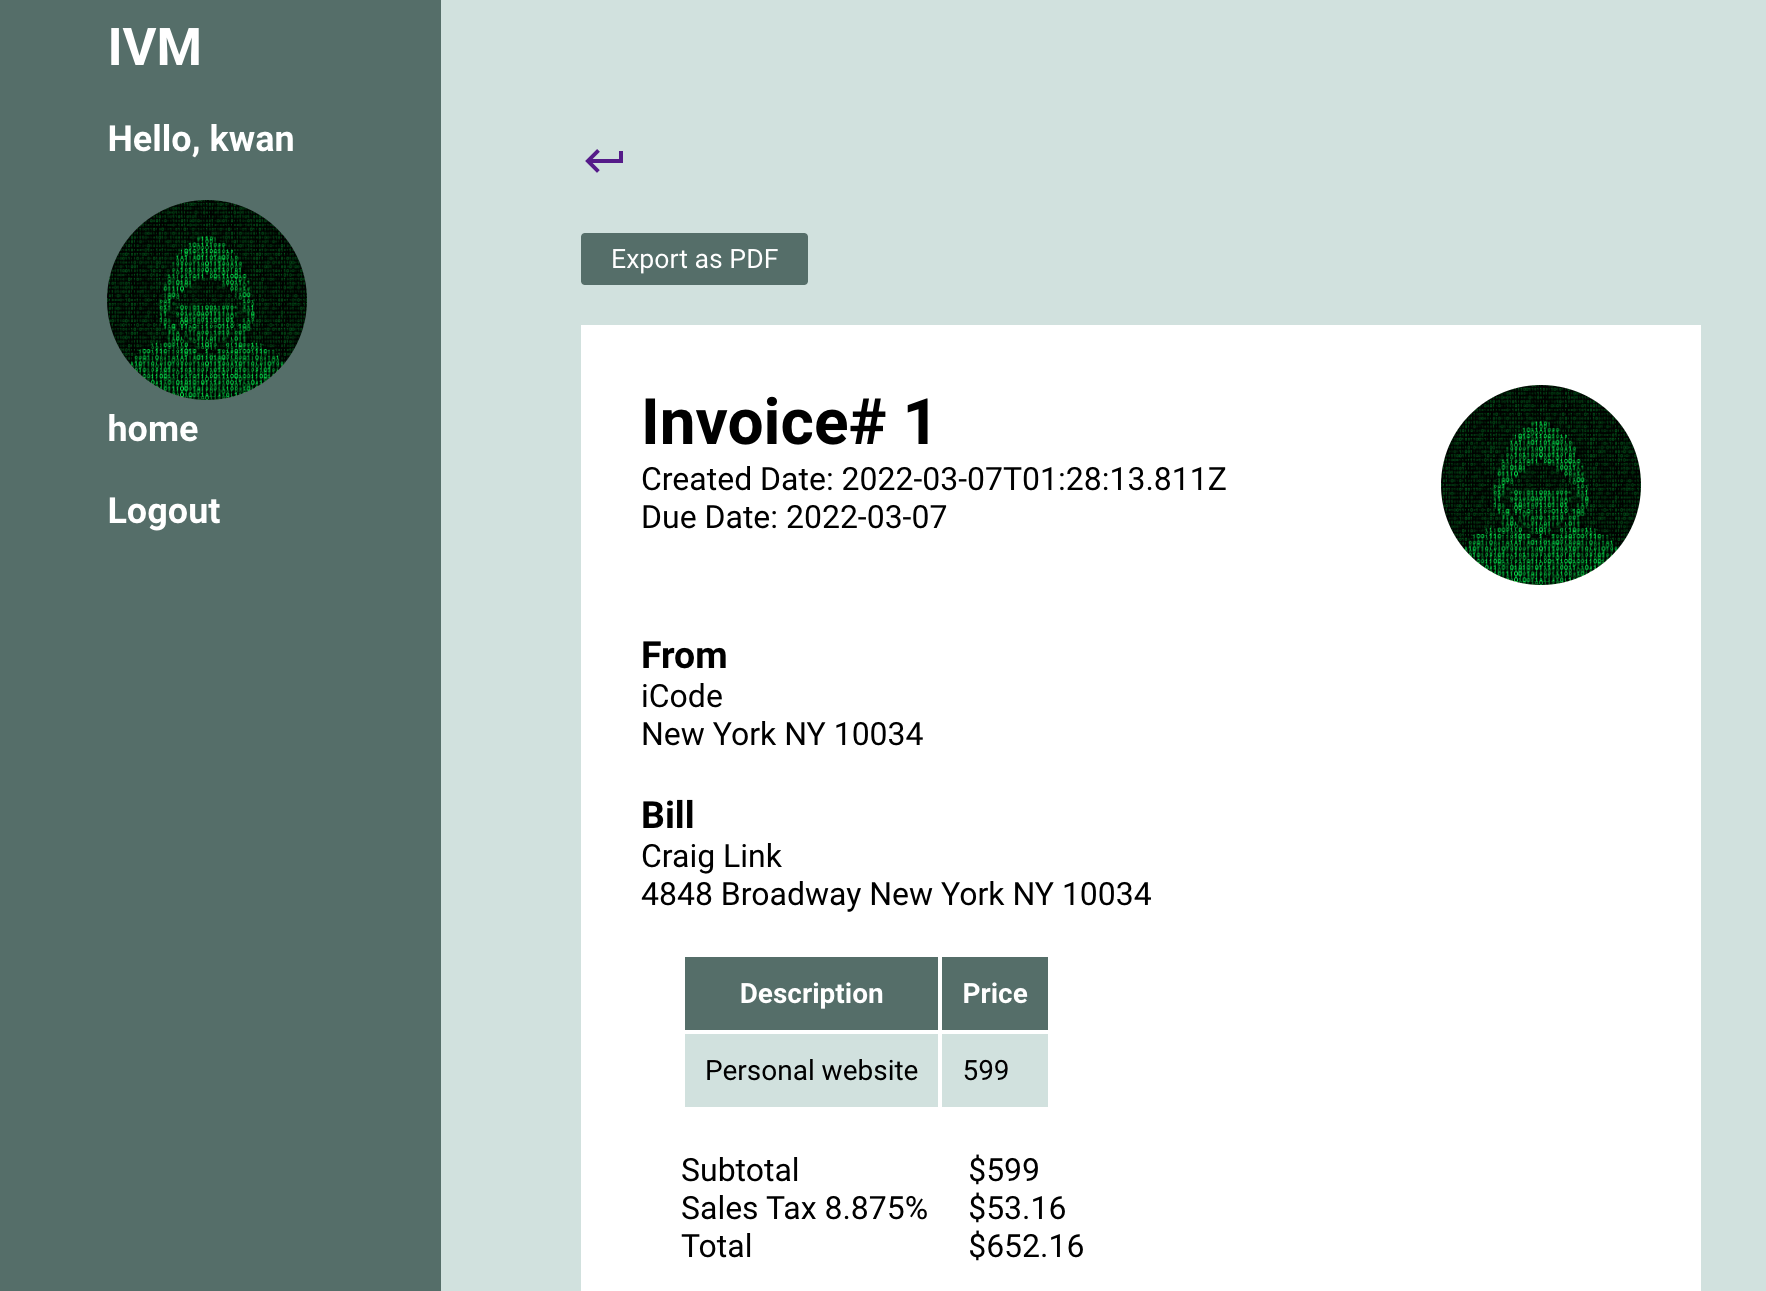 IVM
Hello, kwan
home
Logout
Export as PDF
Invoice# 1
Created Date: 2022-03-07T01:28:13.811Z
Due Date: 2022-03-07
From
iCode
New York NY 10034
Bill
Craig Link
4848 Broadway New York NY 10034
Description Price
Personal website 599
Subtotal $599
Sales Tax 8.875% $53.16
Total $652.16